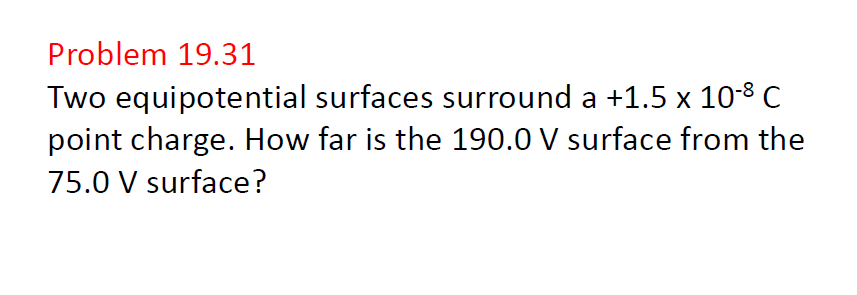 Problem 19.31
Two equipotential surfaces surround a +1.5 x 10⁻⁸ C
point charge. How far is the 190.0 V surface from the
75.0 V surface?